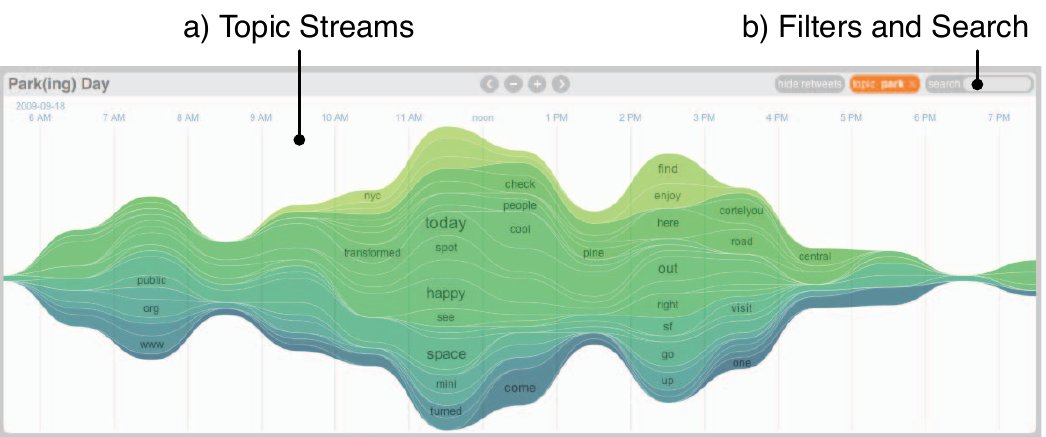 a) Topic Streams
b) Filters and Search
Park(ing) Day
hide retweets
topic park ×
search
2009-09-18
6 AM 7 AM 8 AM 9 AM 10 AM 11 AM noon 1 PM 2 PM 3 PM 4 PM 5 PM 6 PM 7 PM
find
check
enjoy
nyc
people
cortelyou
today
cool
here
road
transformed
spot
pine
central
out
public
happy
org
see
right
visit
sf
www
space
go
one
mini
come
up
turned